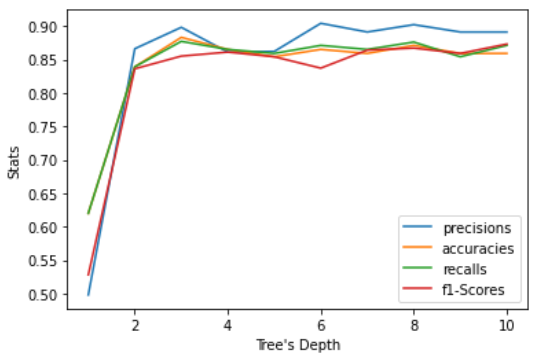 0.90
0.85
0.80
0.75
0.70
0.65
0.60
0.55
0.50
Stats
precisions
accuracies
recalls
f1-Scores
2 4 6 8 10
Tree's Depth